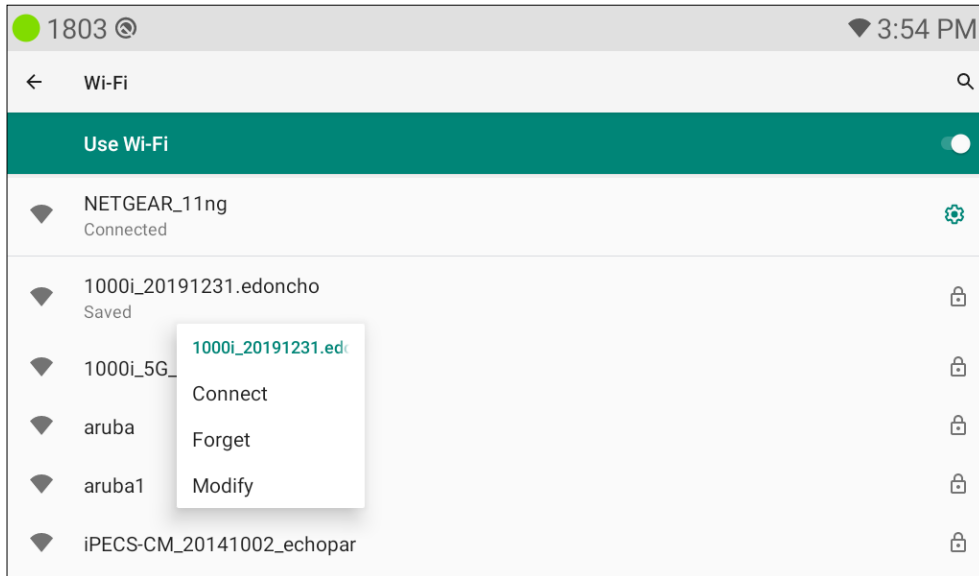 1803 3:54 PM
Wi-Fi
Use Wi-Fi
NETGEAR_11ng
Connected
1000i_20191231.edoncho
Saved
1000i_20191231.edo
1000i_5G_
Connect
aruba
Forget
aruba1
Modify
iPECS-CM_20141002_echopar